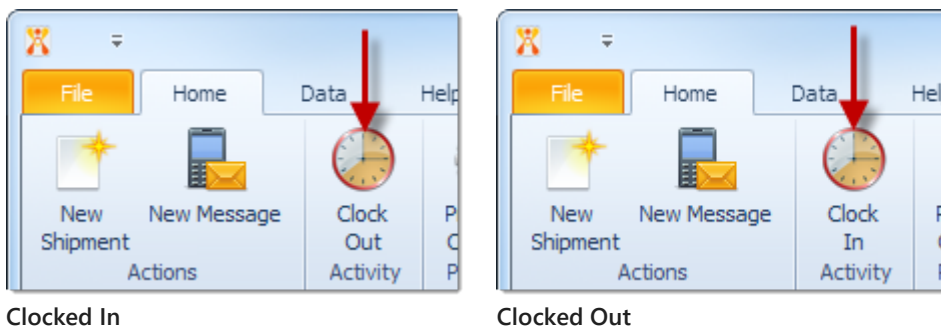 File Home Data Help
New Shipment
New Message
Clock Out
Actions Activity
Clocked In
File Home Data
New Shipment
New Message
Clock In
Actions Activity
Clocked Out